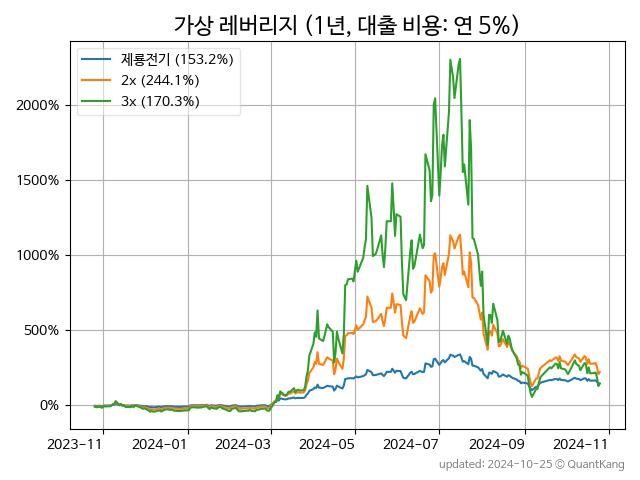 가상 레버리지 (1년, 대출 비용: 연 5%)
제룡전기 (153.2%)
2x (244.1%)
3x (170.3%)
2000%
1500%
1000%
500%
0%
2023-11 2024-01 2024-03 2024-05 2024-07 2024-09 2024-11
updated: 2024-10-25 © QuantKang